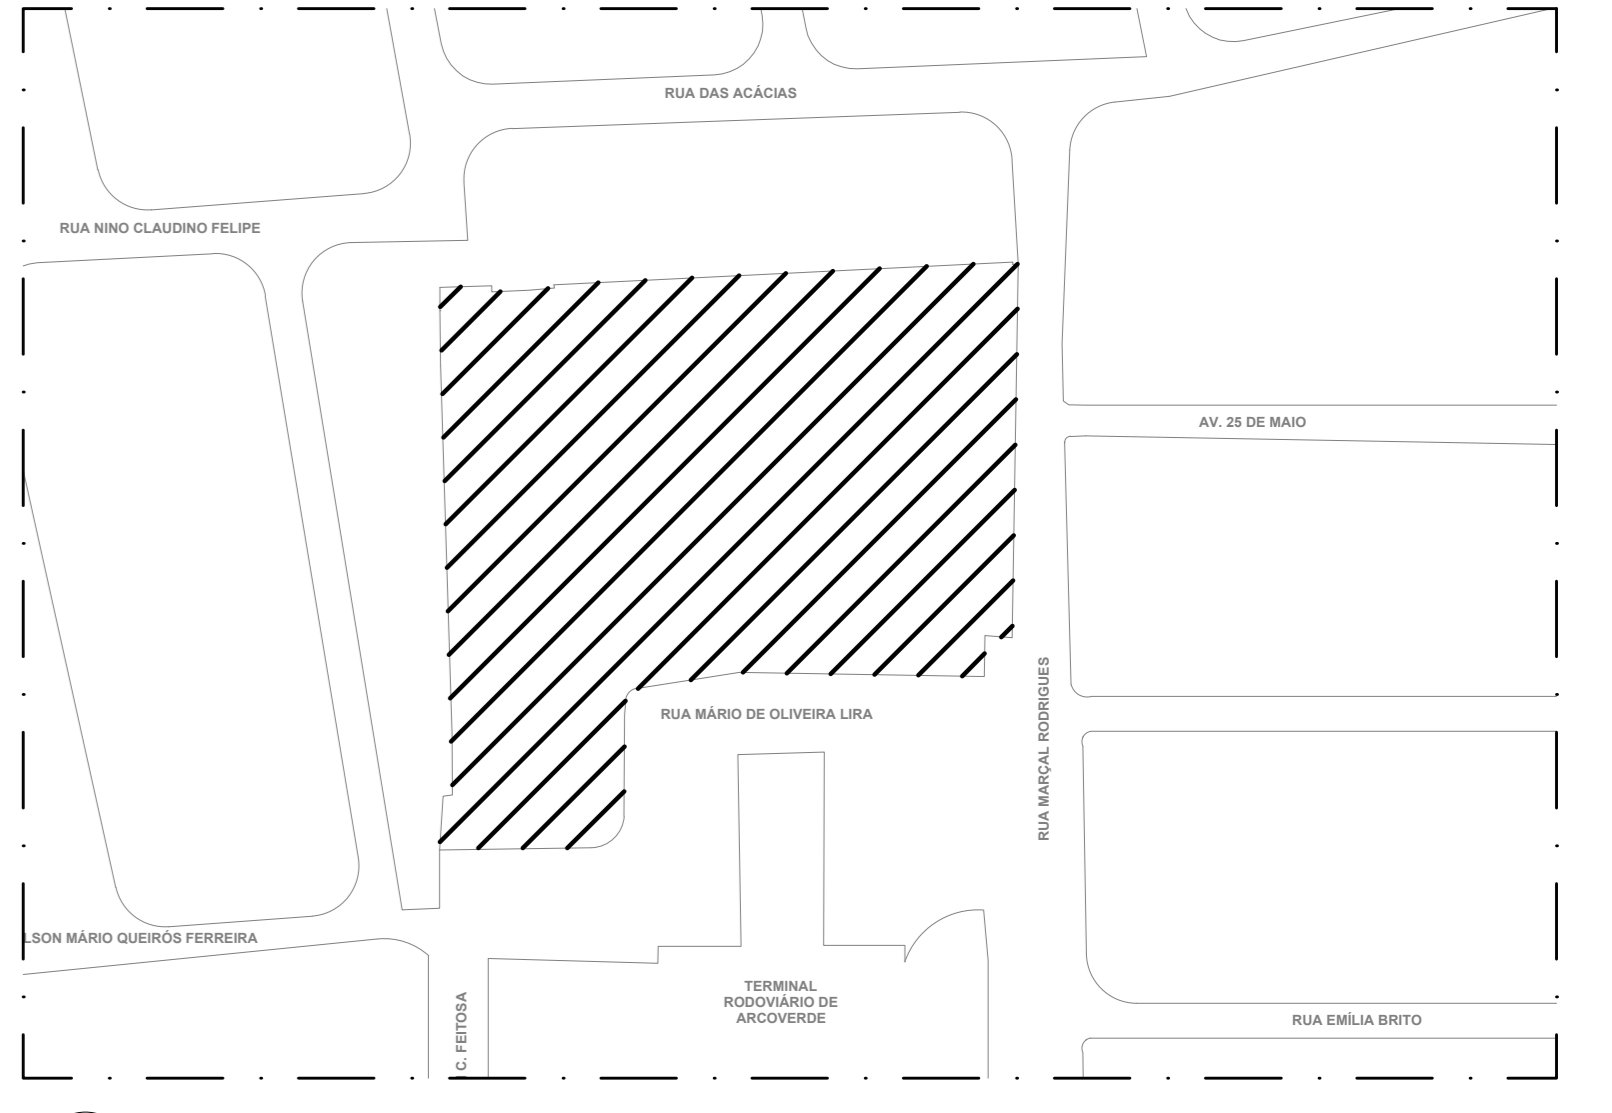 RUA DAS ACÁCIAS
RUA NINO CLAUDINO FELIPE
AV. 25 DE MAIO
RUA MÁRIO DE OLIVEIRA LIRA
RUA MARÇAL RODRIGUES
LSON MÁRIO QUEIRÓS FERREIRA
TERMINAL
RODOVIÁRIO DE
ARCOVERDE
C. FEITOSA
RUA EMÍLIA BRITO